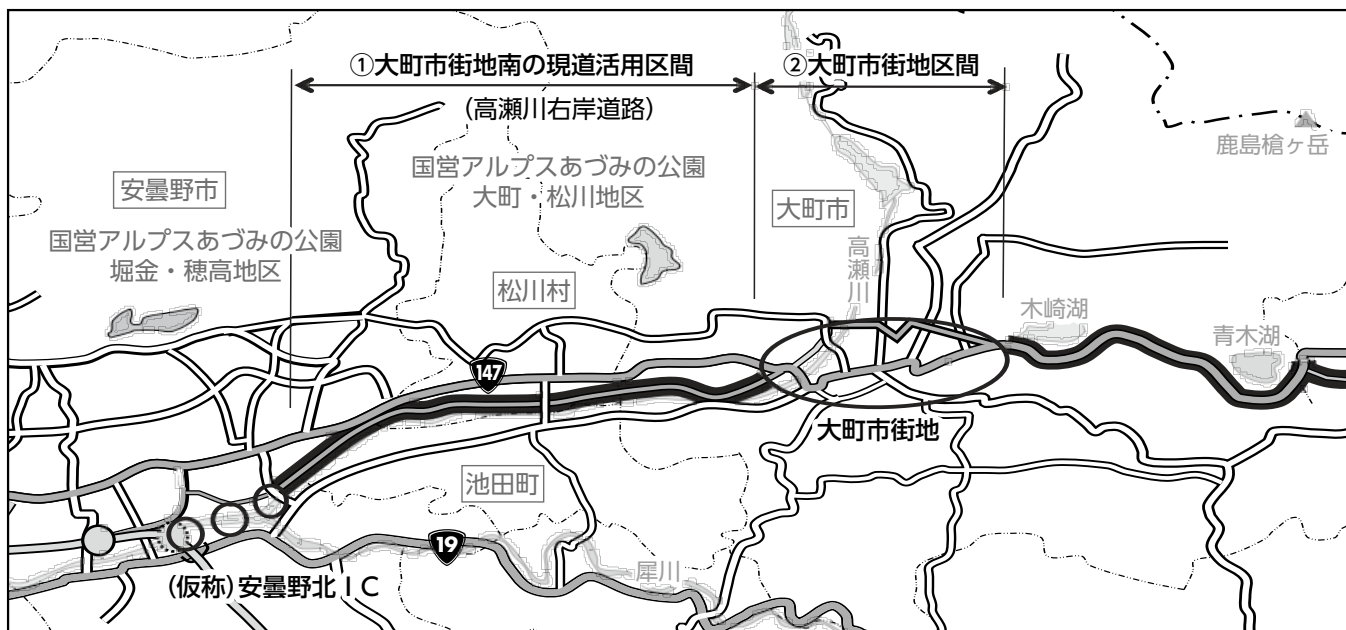 ①大町市街地南の現道活用区間
(高瀬川右岸道路)
②大町市街地区間
鹿島槍ヶ岳
国営アルプスあづみの公園
大町・松川地区
安曇野市
大町市
国営アルプスあづみの公園
堀金・穂高地区
高瀬川
松川村
木崎湖
青木湖
147
大町市街地
池田町
19
犀川
(仮称)安曇野北IC